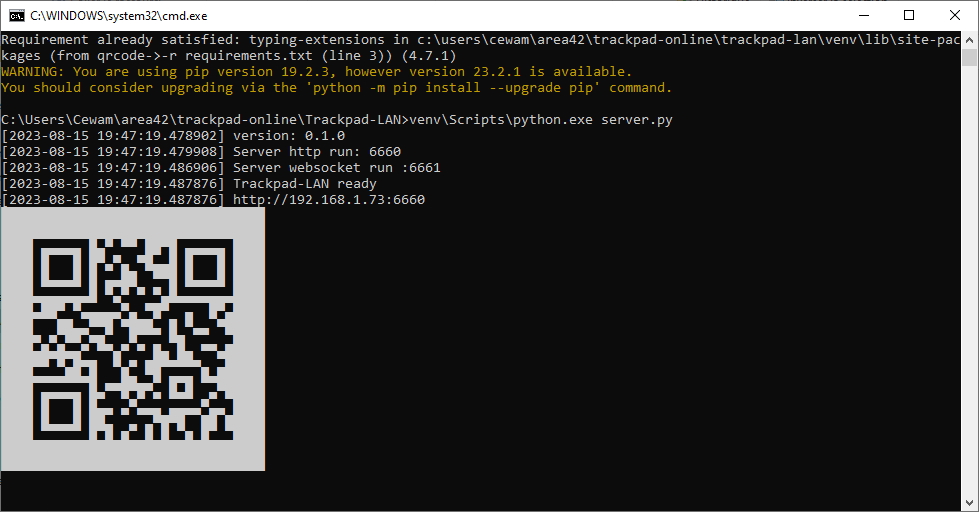 C:\WINDOWS\system32\cmd.exe
Requirement already satisfied: typing-extensions in c:\users\cewam\area42\trackpad-online\trackpad-lan\venv\lib\site-pac
kages (from qrcode->-r requirements.txt (line 3)) (4.7.1)
WARNING: You are using pip version 19.2.3, however version 23.2.1 is available.
You should consider upgrading via the 'python -m pip install --upgrade pip' command.
C:\Users\Cewam\area42\trackpad-online\Trackpad-LAN>venv\Scripts\python.exe server.py
[2023-08-15 19:47:19.478902] version: 0.1.0
[2023-08-15 19:47:19.479908] Server http run: 6660
[2023-08-15 19:47:19.486906] Server websocket run :6661
[2023-08-15 19:47:19.487876] Trackpad-LAN ready
[2023-08-15 19:47:19.487876] http://192.168.1.73:6660